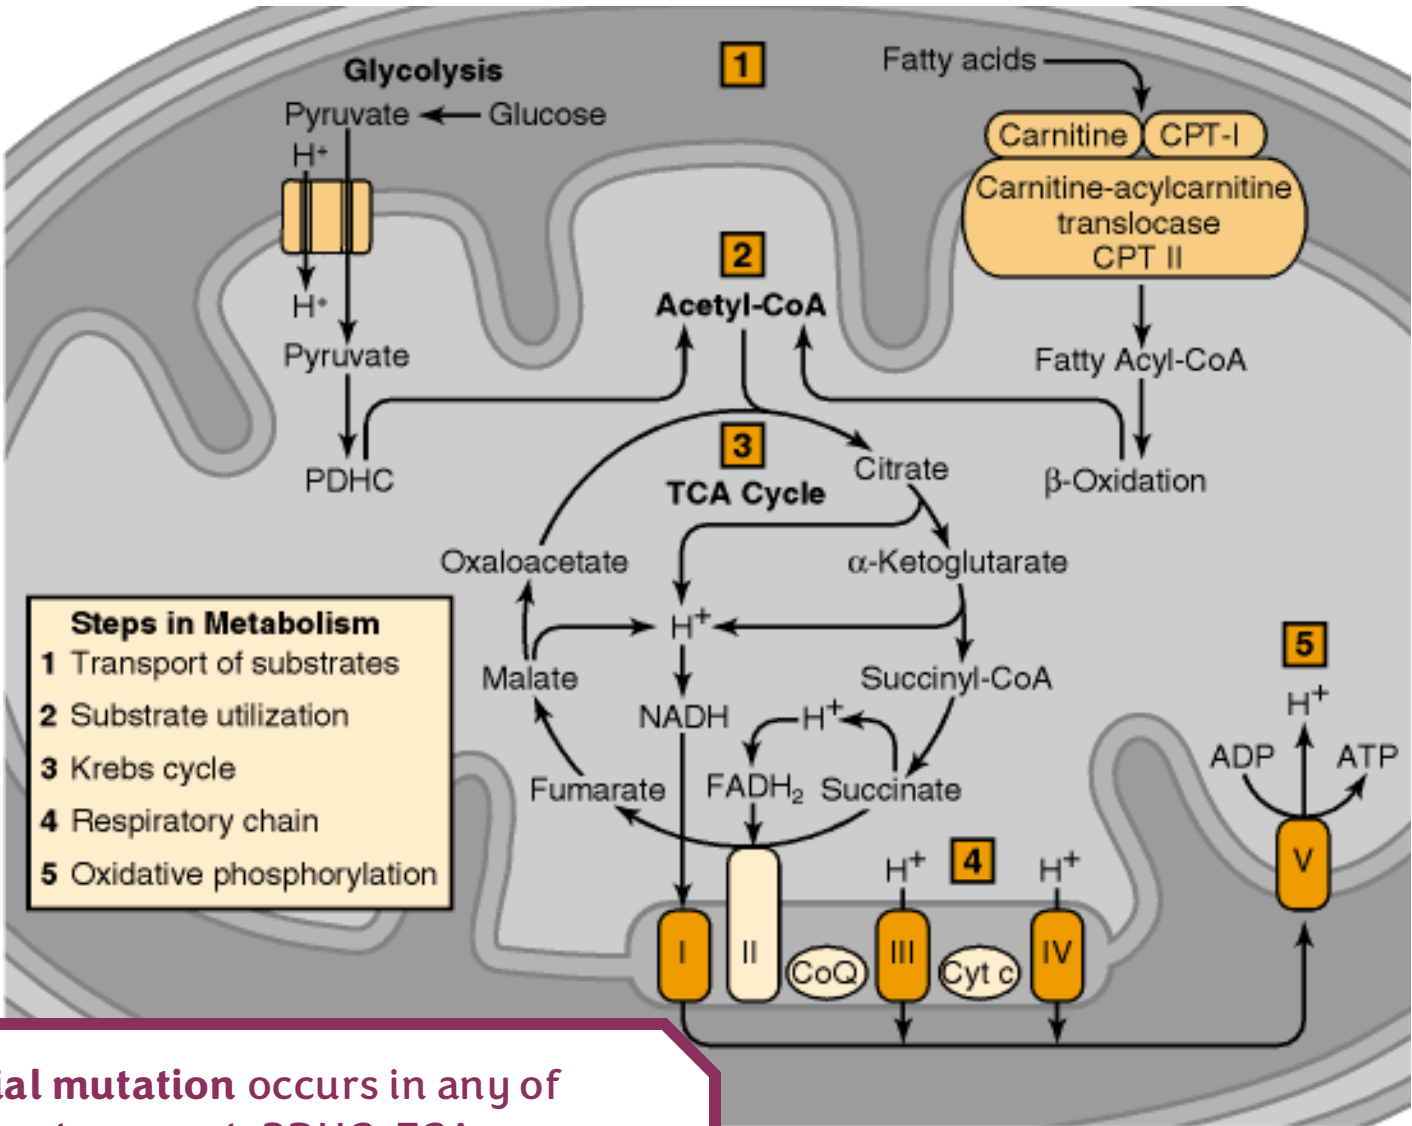 Glycolysis
Pyruvate
Glucose
H+
H+
Pyruvate
PDHC
1
Fatty acids
Carnitine
CPT-I
Carnitine-acylcarnitine
translocase
CPT II
Fatty Acyl-CoA
β-Oxidation
2
Acetyl-CoA
3
TCA Cycle
Citrate
Oxaloacetate
α-Ketoglutarate
H+
Malate
Succinyl-CoA
NADH
H+
Fumarate
FADH2
Succinate
Steps in Metabolism
1 Transport of substrates
2 Substrate utilization
3 Krebs cycle
4 Respiratory chain
5 Oxidative phosphorylation
5
H+
ADP
ATP
V
H+
4
H+
I
II
CoQ
III
Cyt c
IV
mutation occurs in any of
PDHC